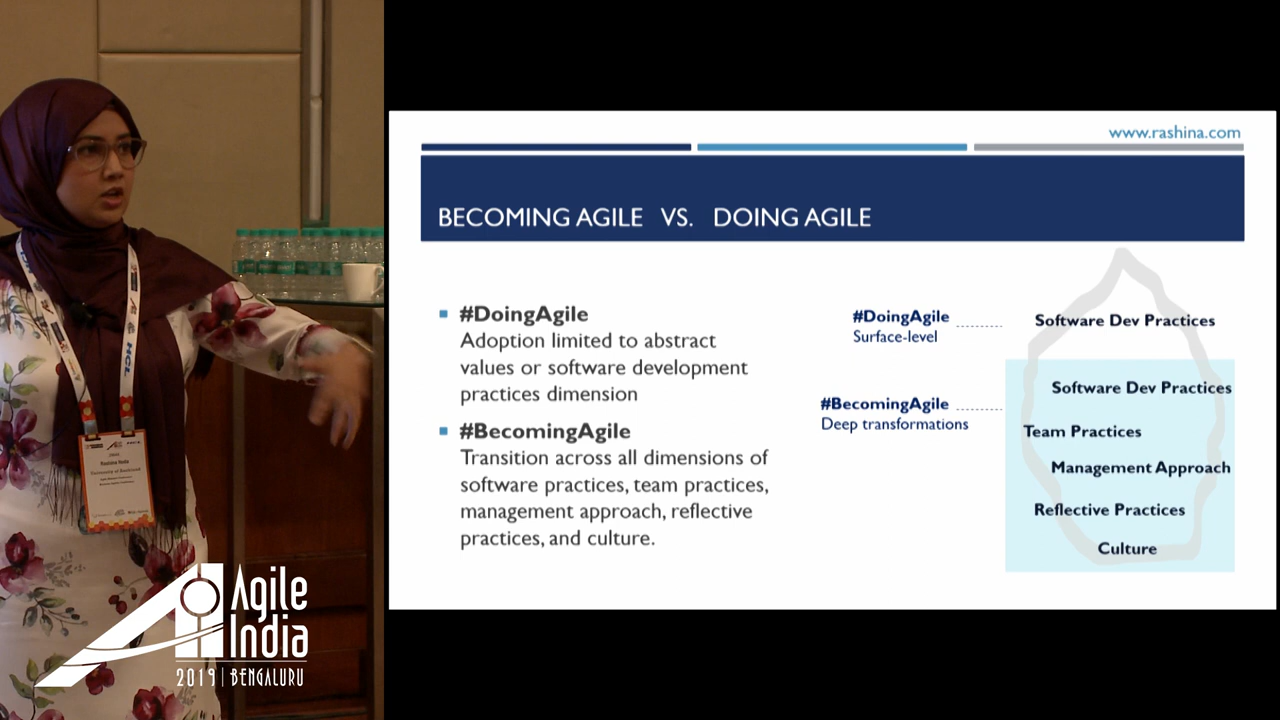 www.rashina.com
BECOMING AGILE VS. DOING AGILE
#DoingAgile
Adoption limited to abstract
values or software development
practices dimension
#BecomingAgile
Transition across all dimensions of
software practices, team practices,
management approach, reflective
practices, and culture.
#DoingAgile
Surface-level
#BecomingAgile
Deep transformations
Software Dev Practices
Software Dev Practices
Team Practices
Management Approach
Reflective Practices
Culture
HCL
Agile
India
2019 | BENGALURU